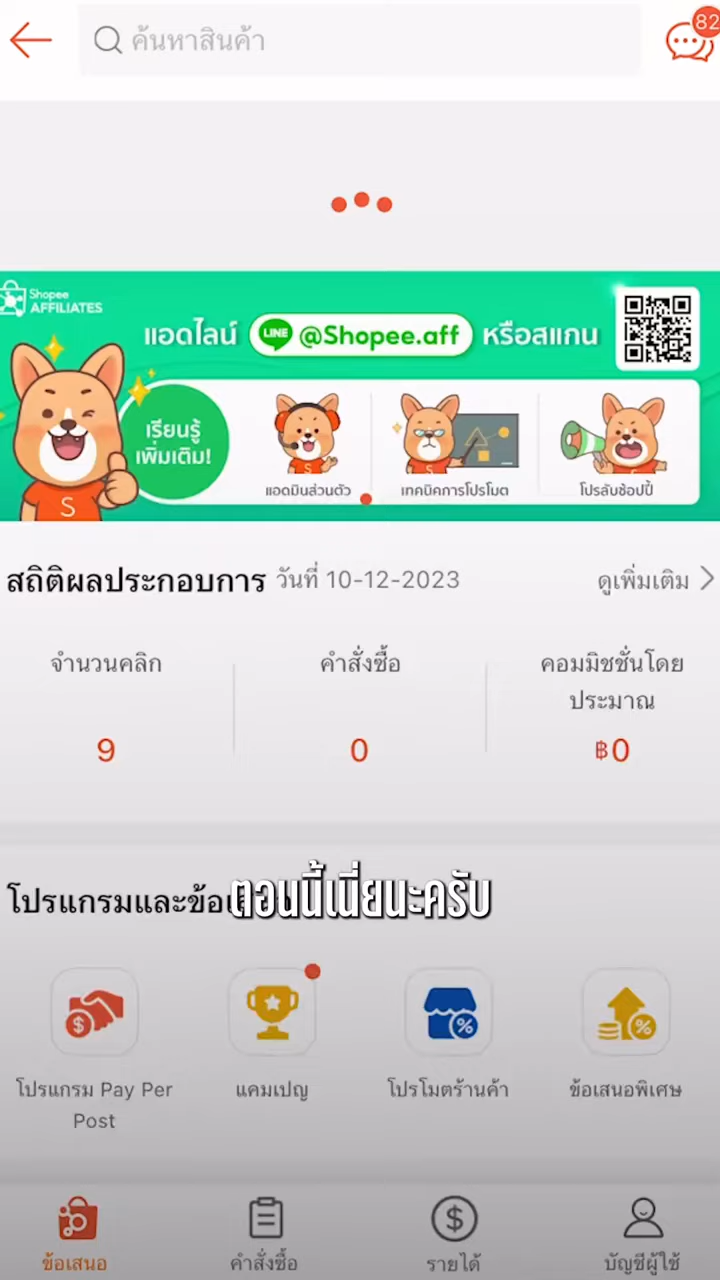 ค้นหาสินค้า
82
Shopee
AFFILIATES
แอดไลน์ LINE @Shopee.aff หรือสแกน
เรียนรู้
เพิ่มเติม!
แอดมินส่วนตัว
เทคนิคการโปรโมต
โปรลับช้อปปี้
S
สถิติผลประกอบการ วันที่ 10-12-2023 ดูเพิ่มเติม
จำนวนคลิก
คำสั่งซื้อ
คอมมิชชั่นโดย
ประมาณ
9
0
฿0
โปรแกรมและข้อ
ตอนนี้เนี่ยนะครับ
โปรแกรม Pay Per
Post
แคมเปญ
โปรโมตร้านค้า
ข้อเสนอพิเศษ
ข้อเสนอ
คำสั่งซื้อ
รายได้
บัญชีผู้ใช้